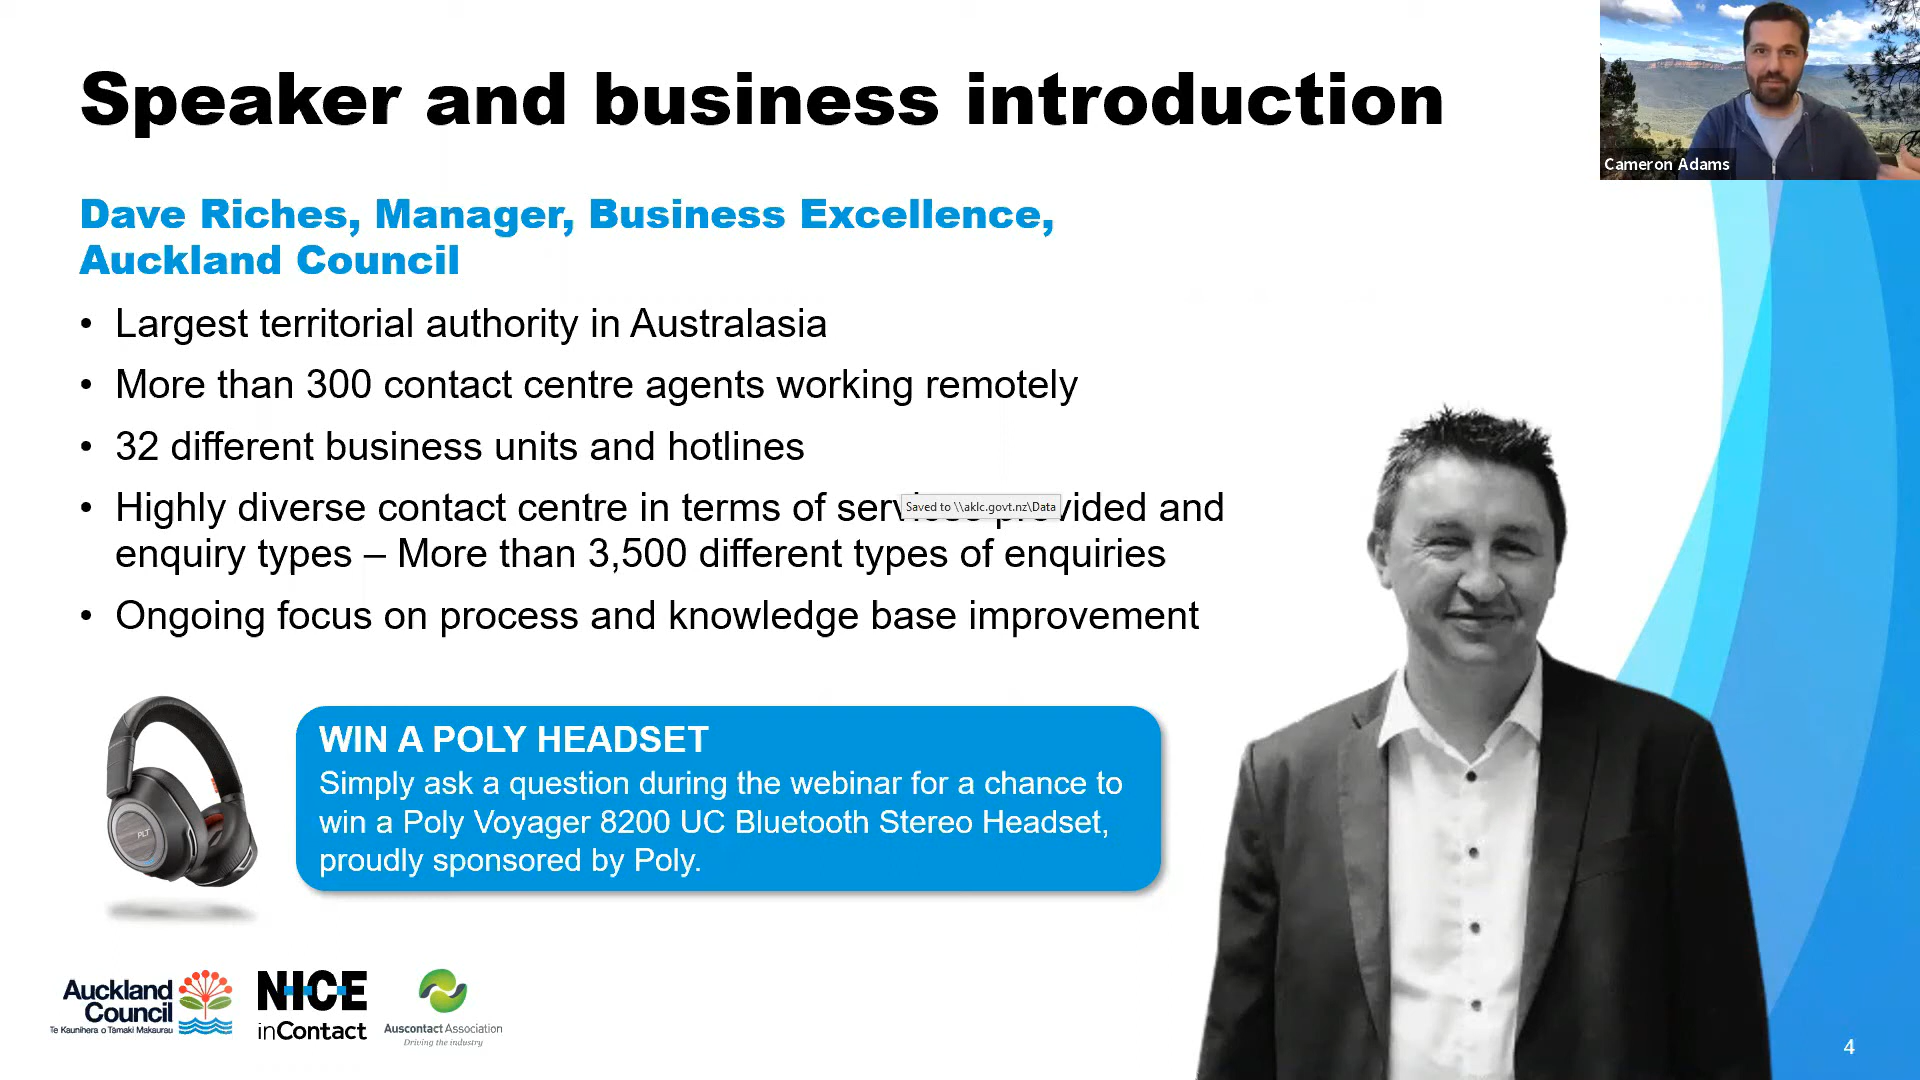 Speaker and business introduction
Cameron Adams
Dave Riches, Manager, Business Excellence,
Auckland Council
• Largest territorial authority in Australasia
• More than 300 contact centre agents working remotely
• 32 different business units and hotlines
• Highly diverse contact centre in terms of services provided and
Saved to \\aklc.govt.nz\Data
enquiry types – More than 3,500 different types of enquiries
• Ongoing focus on process and knowledge base improvement
PLT
WIN A POLY HEADSET
Simply ask a question during the webinar for a chance to
win a Poly Voyager 8200 UC Bluetooth Stereo Headset,
proudly sponsored by Poly.
Auckland
Council
Te Kaunihera o Tāmaki Makaurau
NICE
inContact
Auscontact Association
Driving the industry
4